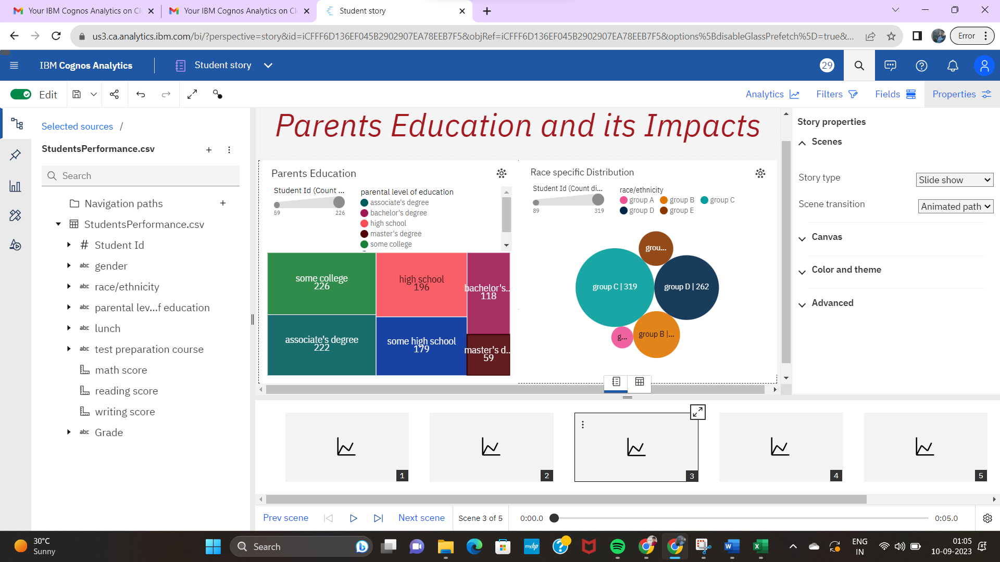 Your IBM Cognos Analytics on Clo
Your IBM Cognos Analytics on Clo
Student story
us3.ca.analytics.ibm.com/bi/?perspective=story&id=iCFFF6D136EF045B2902907EA78EEB7F5&objRef=iCFFF6D136EF045B2902907EA78EEB7F5&options%5BdisableGlassPrefetch%5D=true&...
Error
IBM Cognos Analytics
Student story
29
Edit
Analytics
Filters
Fields
Properties
Selected sources /
StudentsPerformance.csv
Search
Navigation paths
StudentsPerformance.csv
# Student Id
abc gender
abc race/ethnicity
abc parental lev...f education
abc lunch
abc test preparation course
math score
reading score
writing score
abc Grade
Parents Education and its Impacts
Parents Education
Student Id (Count ...
59
226
parental level of education
associate's degree
bachelor's degree
high school
master's degree
some college
some college
226
high school
196
bachelor's..
118
associate's degree
222
some high school
179
master's d..
59
Race specific Distribution
Student Id (Count di...
89
319
race/ethnicity
group A
group B
group C
group D
group E
grou...
group C | 319
group D | 262
g...
group B |...
Story properties
Scenes
Story type
Slide show
Scene transition
Animated path
Canvas
Color and theme
Advanced
1
2
3
4
5
Prev scene
Next scene
Scene 3 of 5
0:00.0
0:05.0
30°C
Sunny
Search
myhp
ENG
IN
01:05
10-09-2023